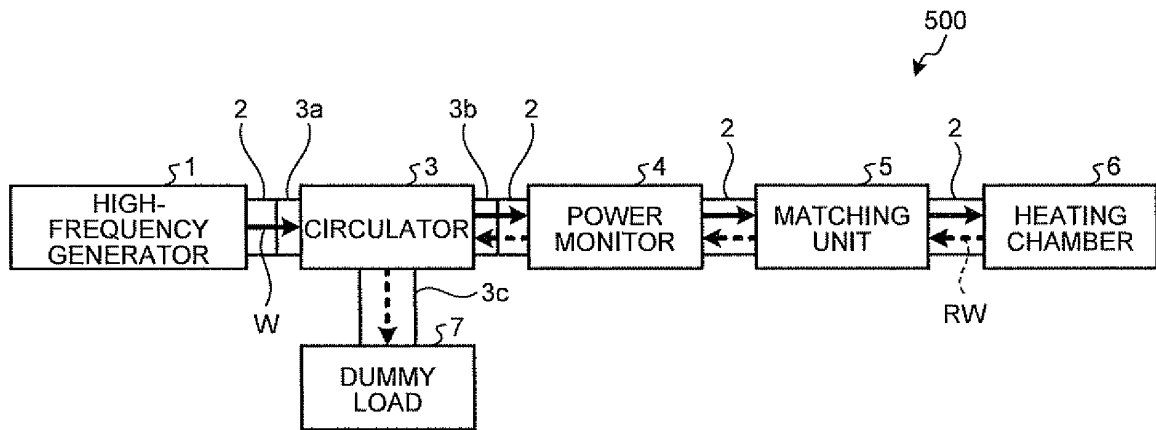 500
2
3a
3b
2
2
2
1
3
4
5
6
HIGH-
FREQUENCY
GENERATOR
CIRCULATOR
POWER
MONITOR
MATCHING
UNIT
HEATING
CHAMBER
W
3c
RW
7
DUMMY
LOAD